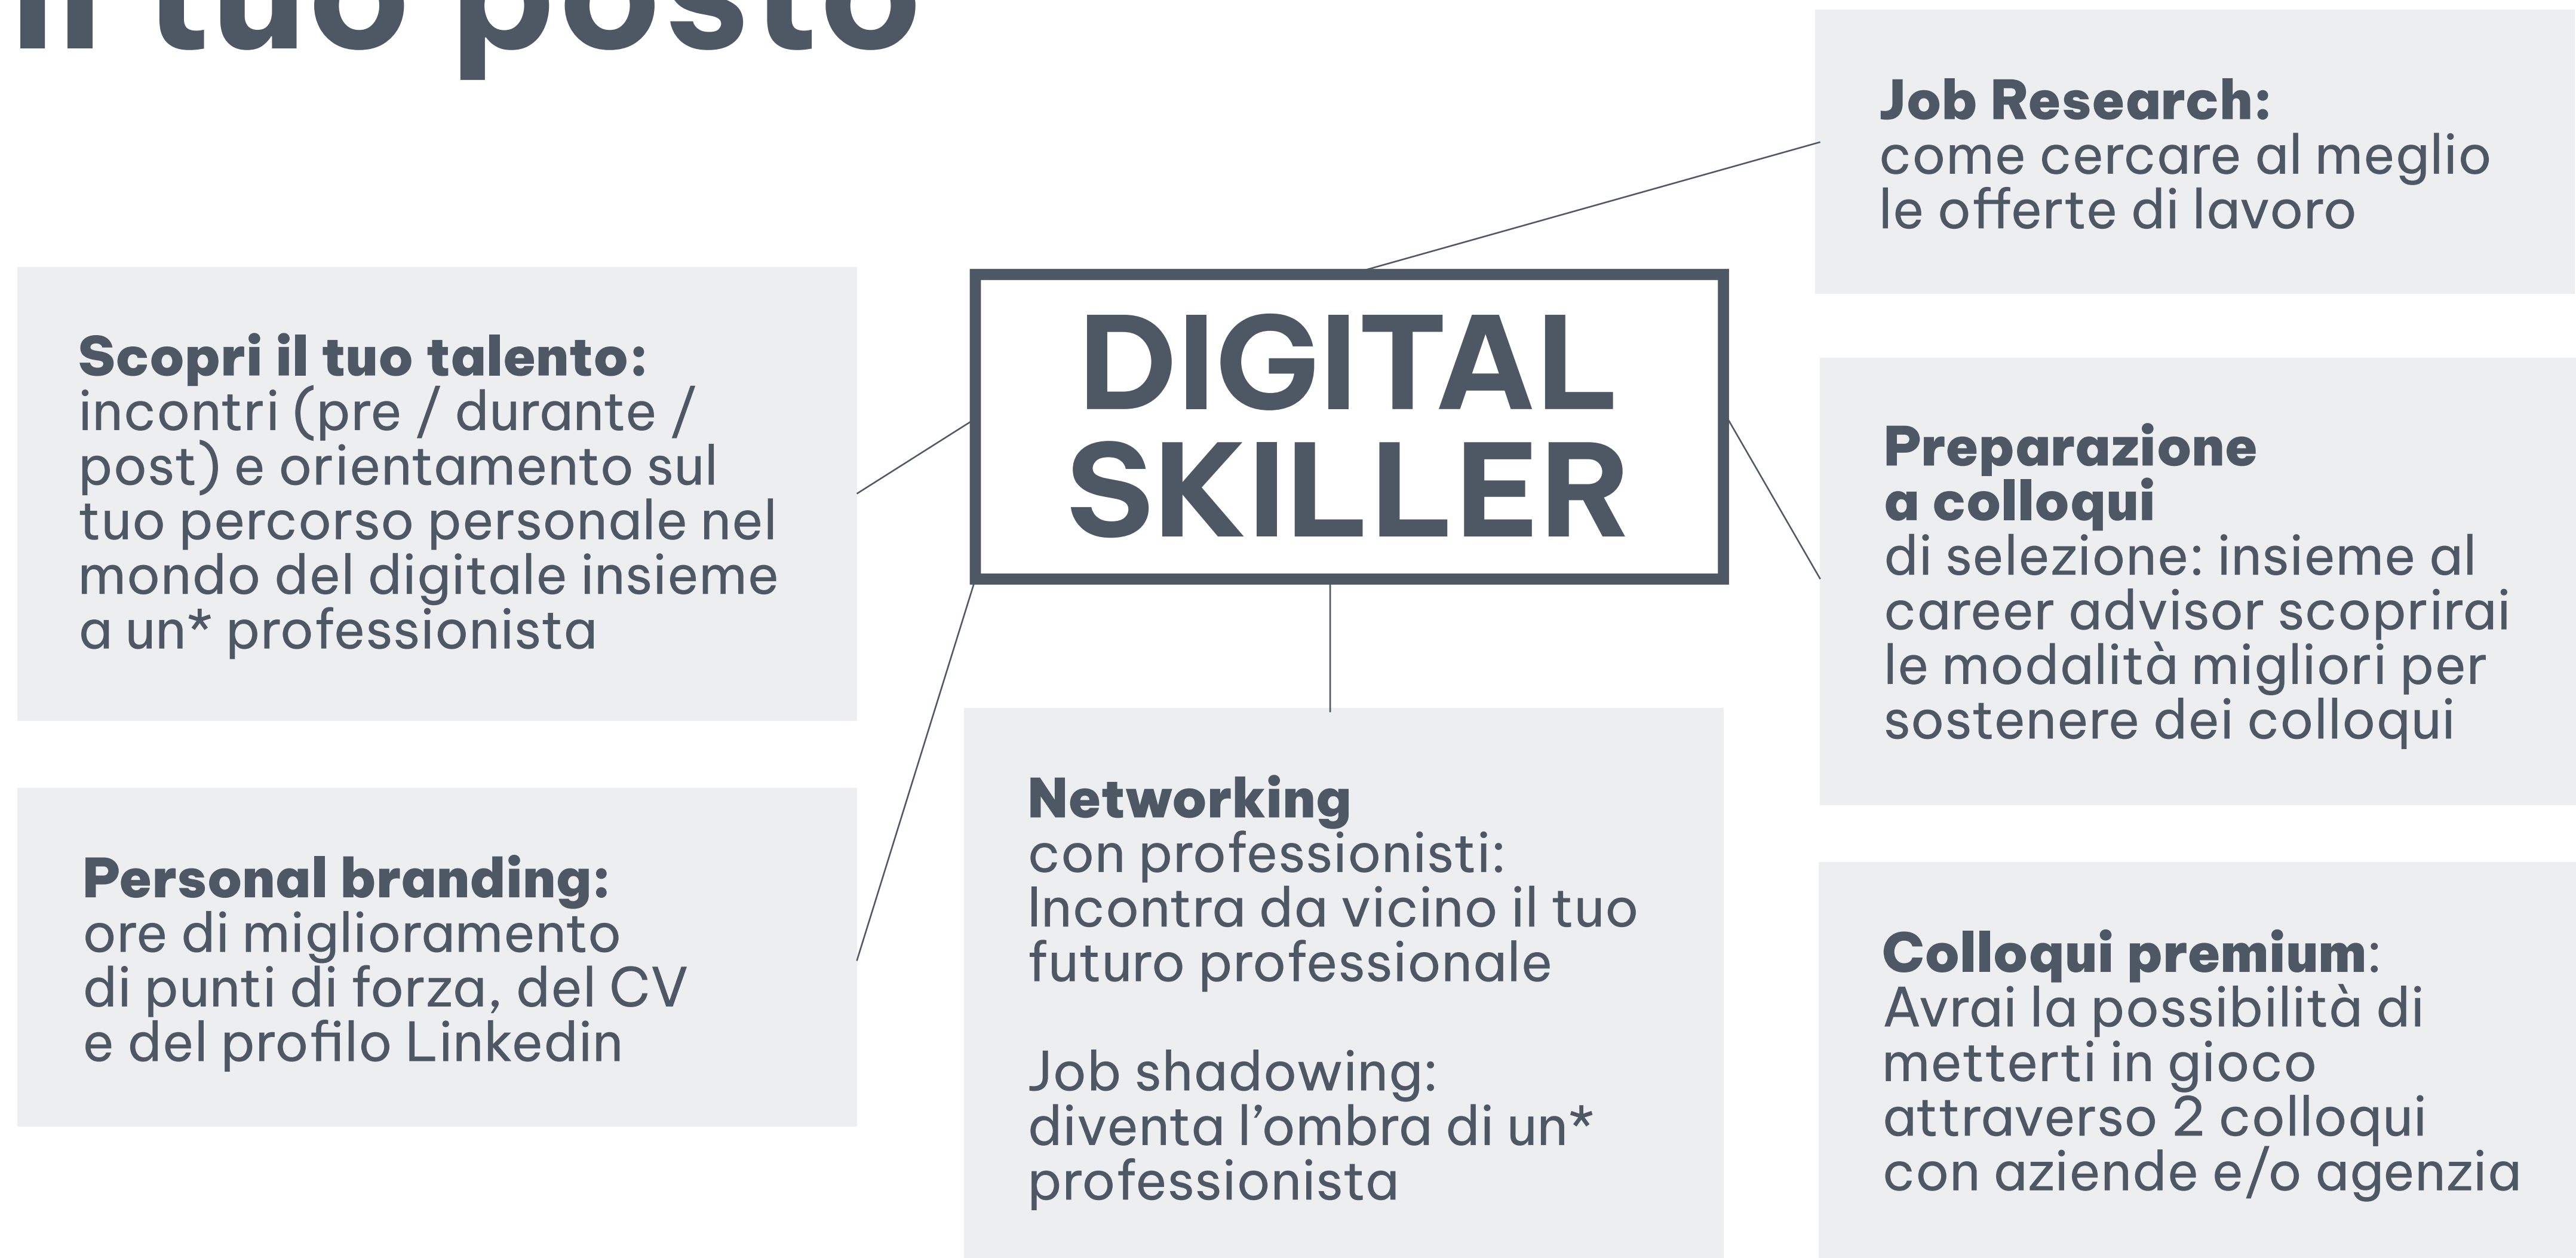 il tuo posto
Job Research:
come cercare al meglio
le offerte di lavoro
Scopri il tuo talento:
incontri (pre / durante /
post) e orientamento sul
tuo percorso personale nel
mondo del digitale insieme
a un* professionista
DIGITAL
SKILLER
Preparazione
a colloqui
di selezione: insieme al
career advisor scoprirai
le modalità migliori per
sostenere dei colloqui
Personal branding:
ore di miglioramento
di punti di forza, del CV
e del profilo Linkedin
Networking
con professionisti:
Incontra da vicino il tuo
futuro professionale
Job shadowing:
diventa l’ombra di un*
professionista
Colloqui premium:
Avrai la possibilità di
metterti in gioco
attraverso 2 colloqui
con aziende e/o agenzia